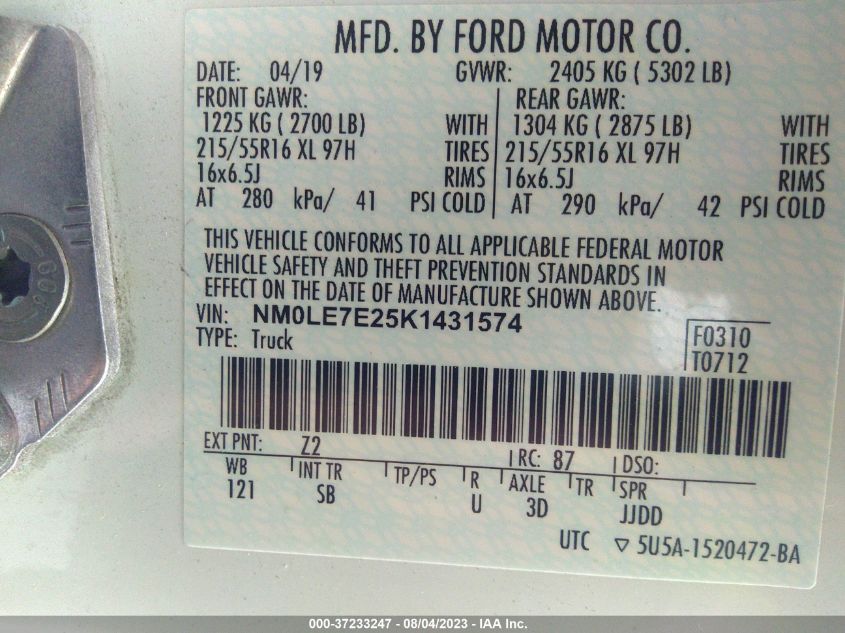 MFD. BY FORD MOTOR CO.
DATE: 04/19 GVWR: 2405 KG ( 5302 LB)
FRONT GAWR: REAR GAWR:
1225 KG ( 2700 LB) WITH 1304 KG ( 2875 LB) WITH
215/55R16 XL 97H TIRES 215/55R16 XL 97H TIRES
16x6.5J RIMS 16x6.5J RIMS
AT 280 kPa/ 41 PSI COLD AT 290 kPa/ 42 PSI COLD
THIS VEHICLE CONFORMS TO ALL APPLICABLE FEDERAL MOTOR
VEHICLE SAFETY AND THEFT PREVENTION STANDARDS IN
EFFECT ON THE DATE OF MANUFACTURE SHOWN ABOVE.
VIN: NM0LE7E25K1431574
TYPE: Truck
F0310
T0712
EXT PNT: Z2 RC: 87 DSO:
WB INT TR TP/PS R AXLE TR SPR
121 SB U 3D JJDD
UTC ▽ 5U5A-1520472-BA
000-37233247 - 08/04/2023 - IAA Inc.